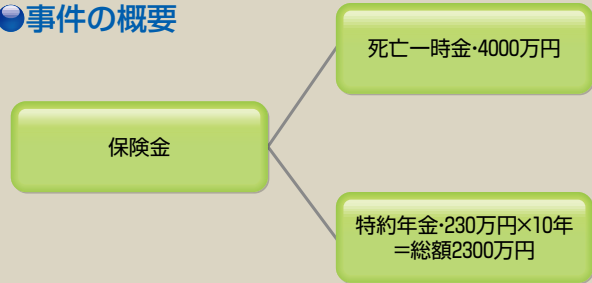 ●事件の概要
死亡一時金・4000万円
保険金
特約年金・230万円×10年
＝総額2300万円